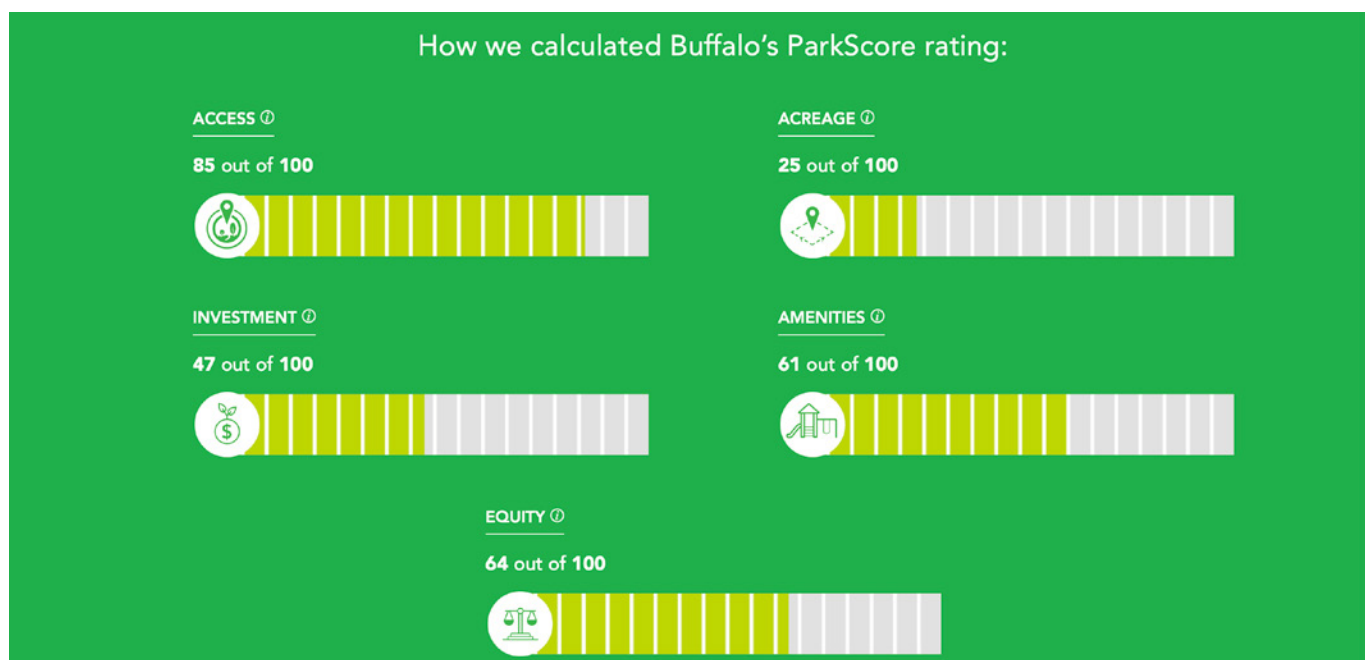 How we calculated Buffalo’s ParkScore rating:
ACCESS ⓘ
85 out of 100
ACREAGE ⓘ
25 out of 100
INVESTMENT ⓘ
47 out of 100
$
AMENITIES ⓘ
61 out of 100
EQUITY ⓘ
64 out of 100